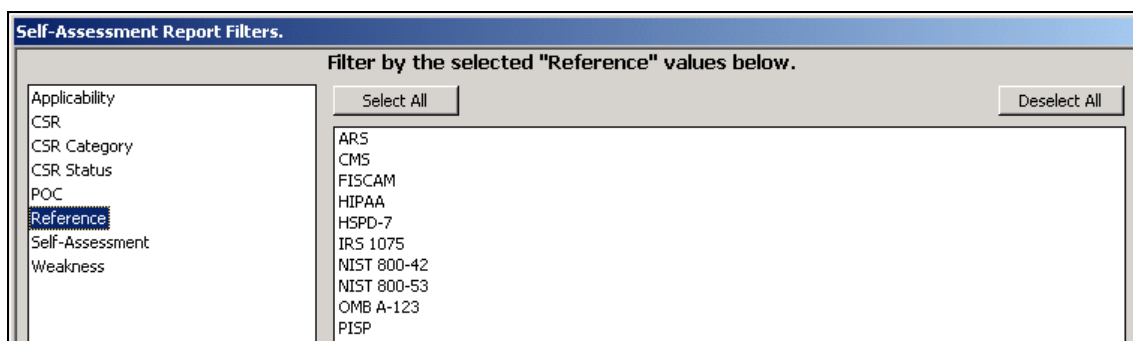 Self-Assessment Report Filters.
Filter by the selected "Reference" values below.
Applicability
CSR
CSR Category
CSR Status
POC
Reference
Self-Assessment
Weakness
Select All
Deselect All
ARS
CMS
FISCAM
HIPAA
HSPD-7
IRS 1075
NIST 800-42
NIST 800-53
OMB A-123
PISP